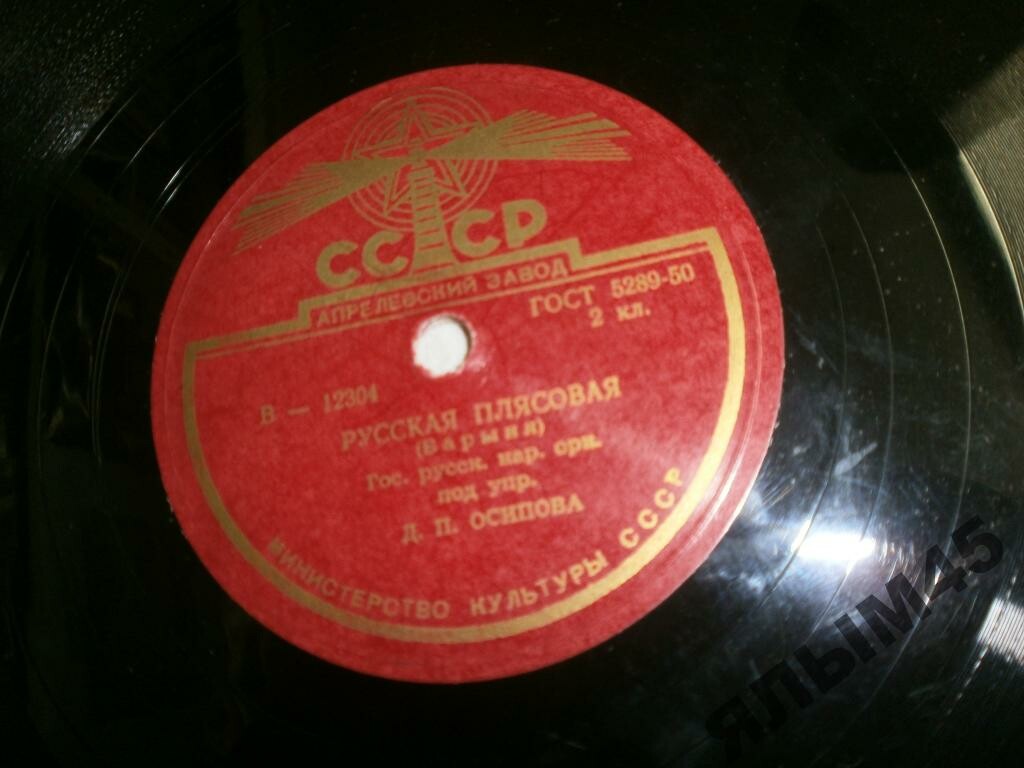 СССР
АПРЕЛЕВСКИЙ ЗАВОД
ГОСТ 5289-50
2 кл.
В — 12304
РУССКАЯ ПЛЯСОВАЯ
(Барыня)
Гос. русск. нар. орк.
под упр.
Д. П. ОСИПОВА
МИНИСТЕРСТВО КУЛЬТУРЫ СССР
ЯЛЫМ45